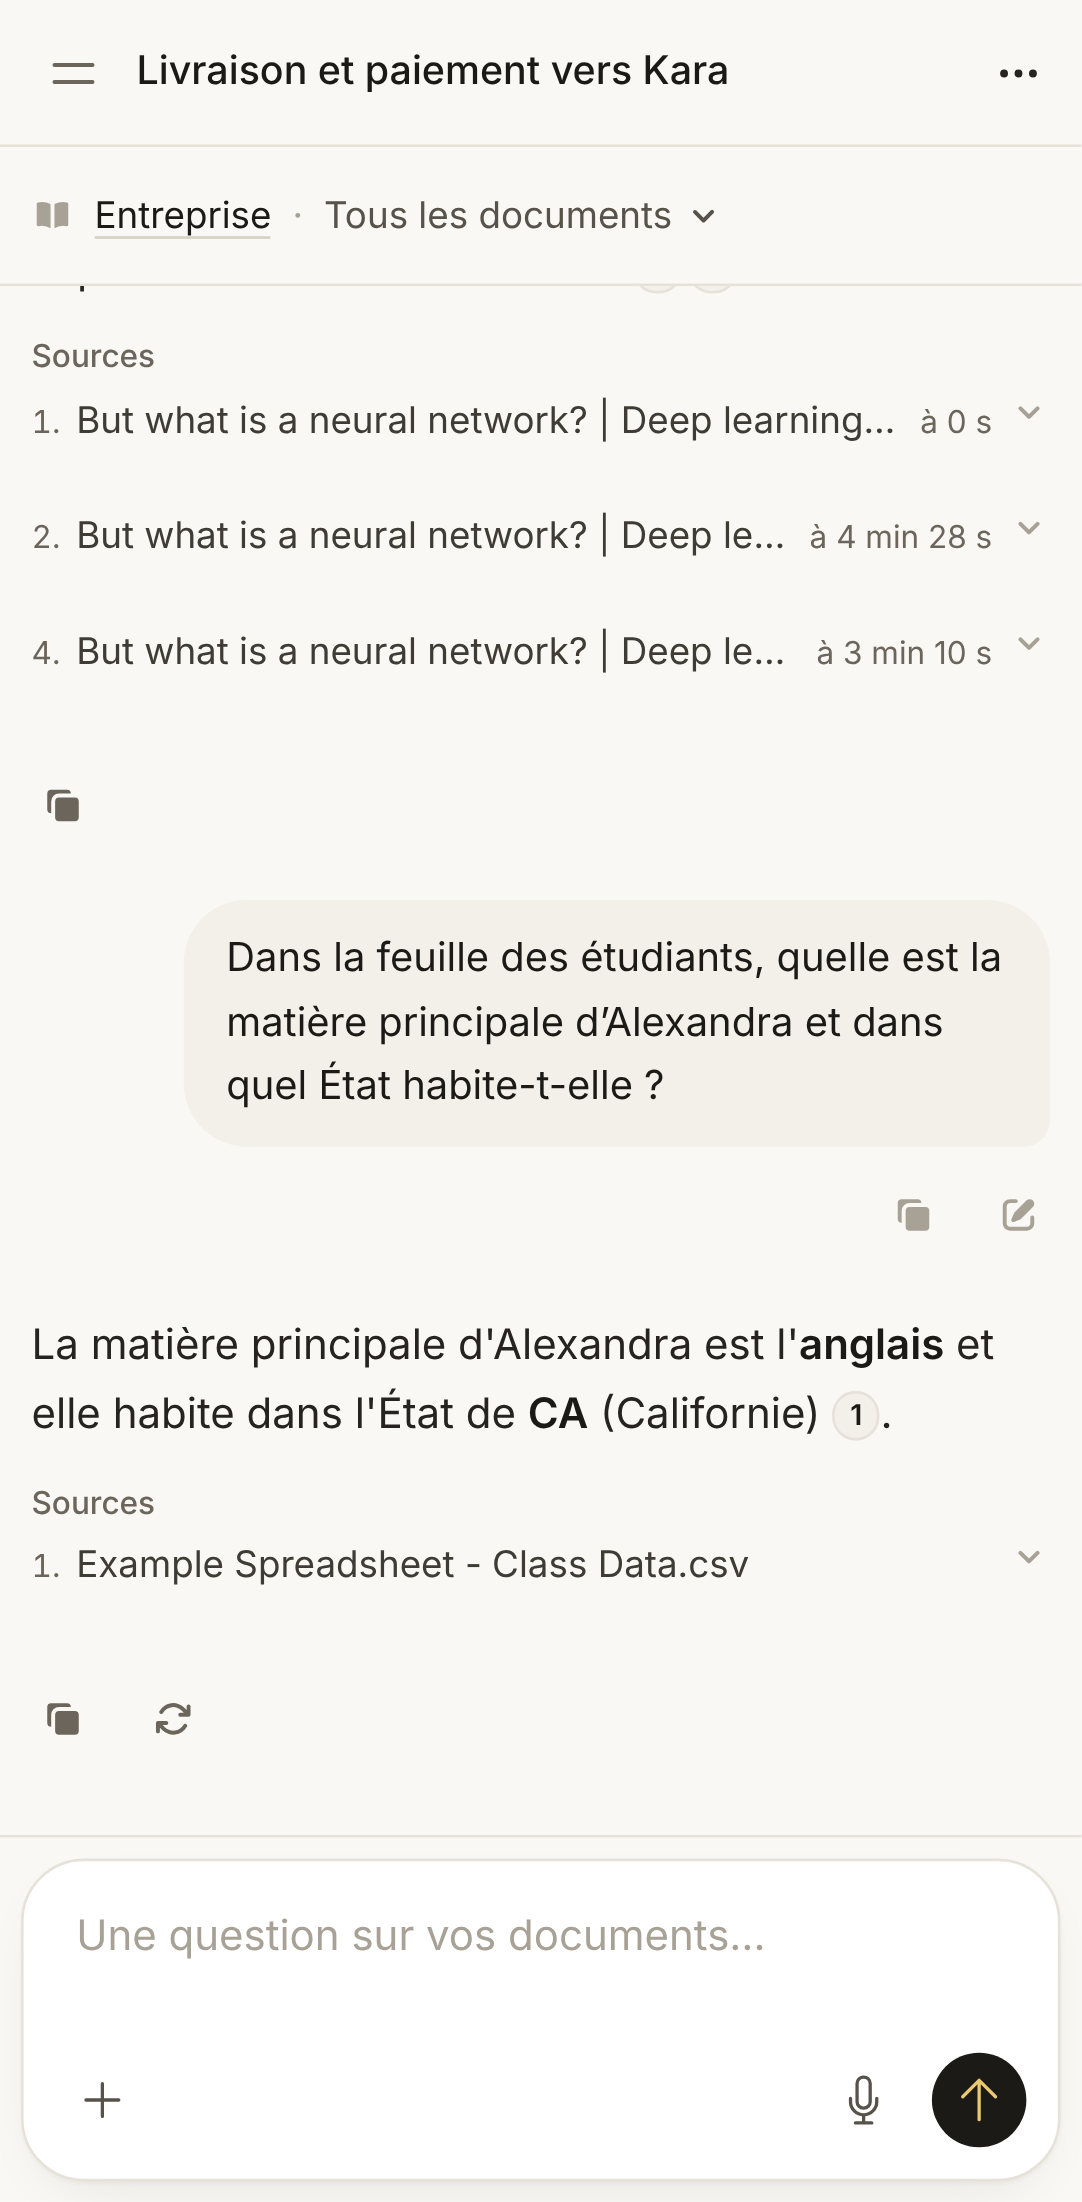 Livraison et paiement vers Kara
Entreprise · Tous les documents
Sources
1. But what is a neural network? | Deep learning... à 0 s
2. But what is a neural network? | Deep le... à 4 min 28 s
4. But what is a neural network? | Deep le... à 3 min 10 s
Dans la feuille des étudiants, quelle est la
matière principale d’Alexandra et dans
quel État habite-t-elle ?
La matière principale d'Alexandra est l'anglais et
elle habite dans l'État de CA (Californie) 1.
Sources
1. Example Spreadsheet - Class Data.csv
Une question sur vos documents...